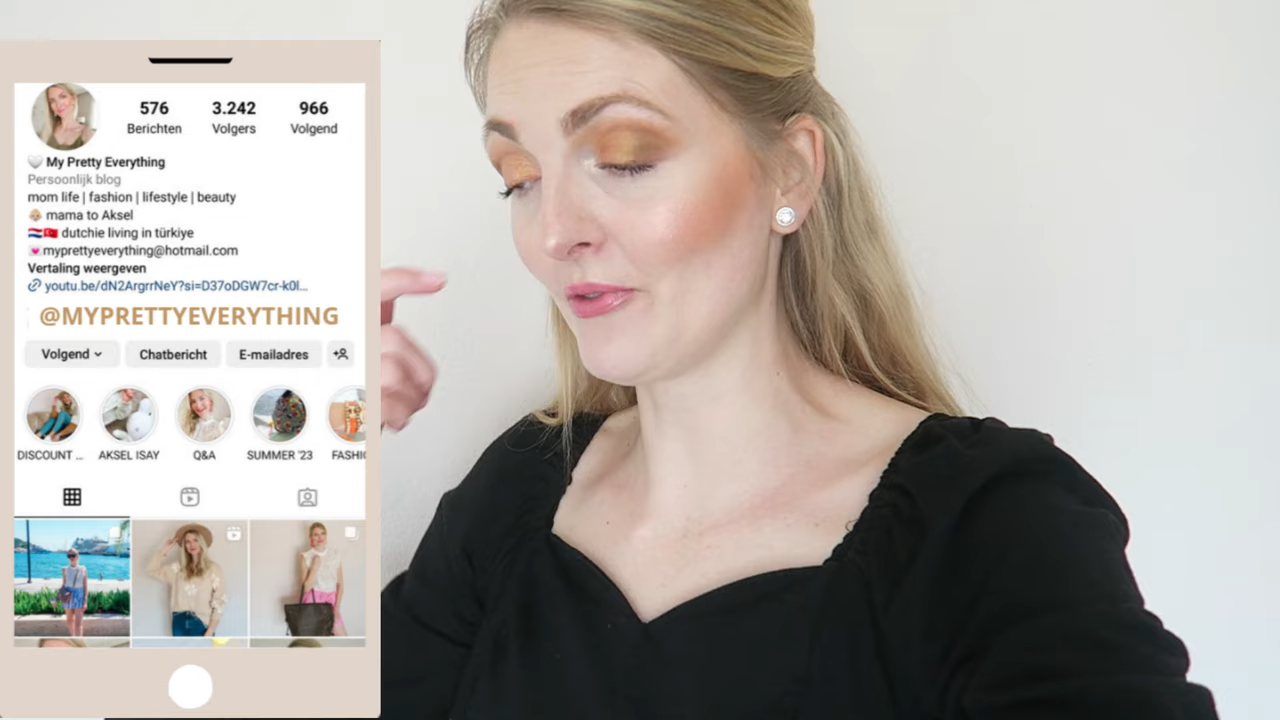 576 3.242 966
Berichten Volgers Volgend
My Pretty Everything
Persoonlijk blog
mom life | fashion | lifestyle | beauty
mama to Aksel
dutchie living in türkiye
myprettyeverything@hotmail.com
Vertaling weergeven
youtu.be/dN2ArgrrNeY?si=D37oDGW7cr-k0l...
@MYPRETTYEVERYTHING
Volgend Chatbericht E-mailadres
DISCOUNT ... AKSEL ISAY Q&A SUMMER '23 FASHIO